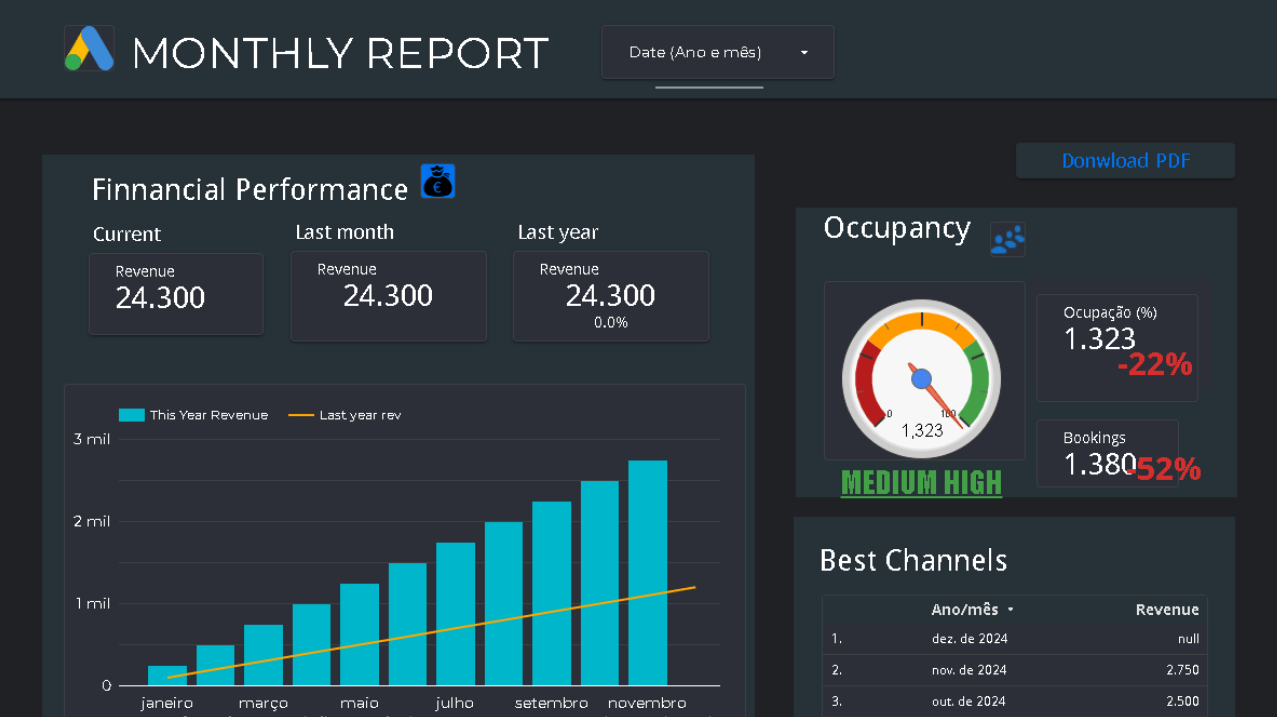 MONTHLY REPORT
Date (Ano e mês)
Donwload PDF
Finnancial Performance
€
Current
Last month
Last year
Revenue
24.300
Revenue
24.300
Revenue
24.300
0.0%
This Year Revenue
Last year rev
3 mil
2 mil
1 mil
0
janeiro março maio julho setembro novembro
Occupancy
0 100
1,323
MEDIUM HIGH
Ocupação (%)
1.323
-22%
Bookings
1.380
-52%
Best Channels
Ano/mês Revenue
1. dez. de 2024 null
2. nov. de 2024 2.750
3. out. de 2024 2.500